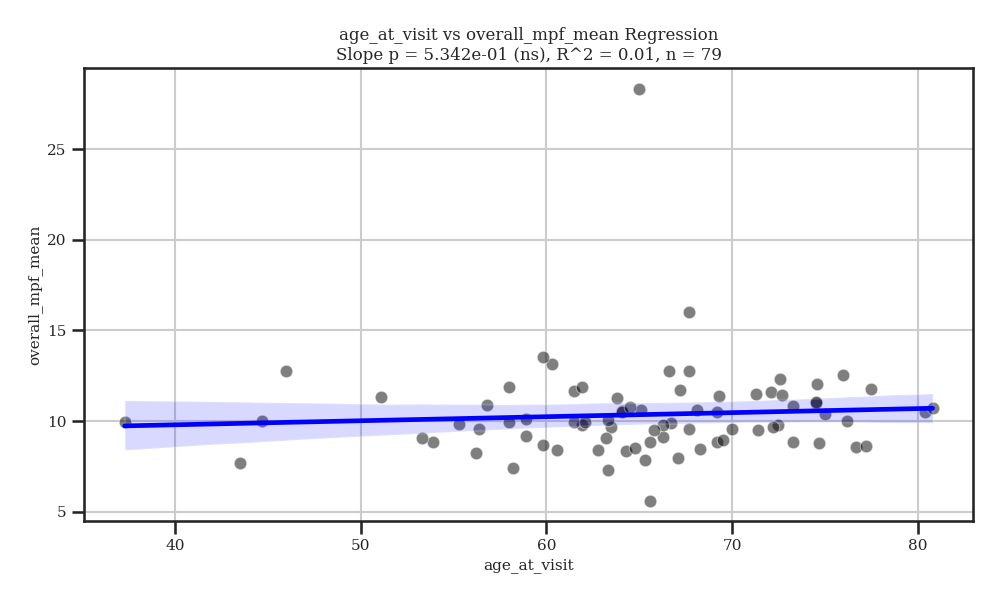 age_at_visit vs overall_mpf_mean Regression
Slope p = 5.342e-01 (ns), R^2 = 0.01, n = 79
25
20
15
10
5
overall_mpf_mean
40
50
60
70
80
age_at_visit